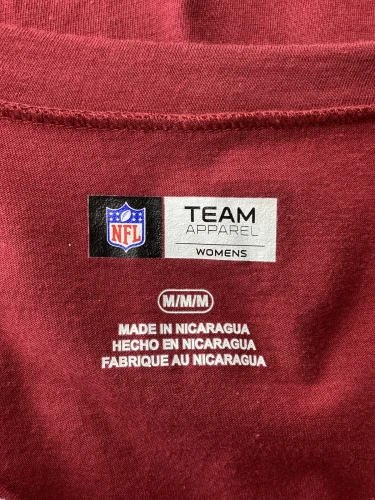 NFL
TEAM
APPAREL
WOMENS
M/M/M
MADE IN NICARAGUA
HECHO EN NICARAGUA
FABRIQUE AU NICARAGUA